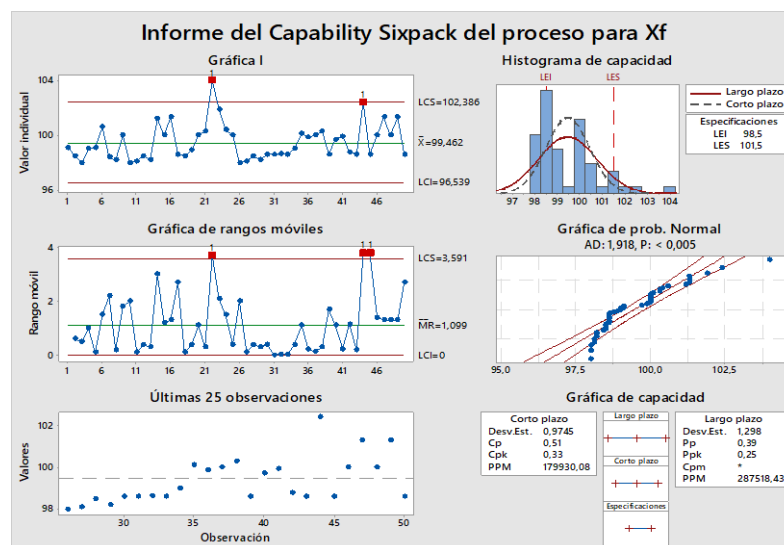 Informe del Capability Sixpack del proceso para Xf
Gráfica I
Valor individual
104
100
96
1
1
LCS=102,386
X̄=99,462
LCI=96,539
1 6 11 16 21 26 31 36 41 46
Histograma de capacidad
LEI LES
97 98 99 100 101 102 103 104
Largo plazo
Corto plazo
Especificaciones
LEI 98,5
LES 101,5
Gráfica de rangos móviles
Rango móvil
4
2
0
1
1 1
LCS=3,591
M̄R̄=1,099
LCI=0
1 6 11 16 21 26 31 36 41 46
Gráfica de prob. Normal
AD: 1,918, P: < 0,005
95,0 97,5 100,0 102,5
Últimas 25 observaciones
Valores
102
100
98
30 35 40 45 50
Observación
Gráfica de capacidad
Corto plazo
Desv.Est. 0,9745
Cp 0,51
Cpk 0,33
PPM 179930,08
Largo plazo
Corto plazo
Especificaciones
Largo plazo
Desv.Est. 1,298
Pp 0,39
Ppk 0,25
Cpm *
PPM 287518,43